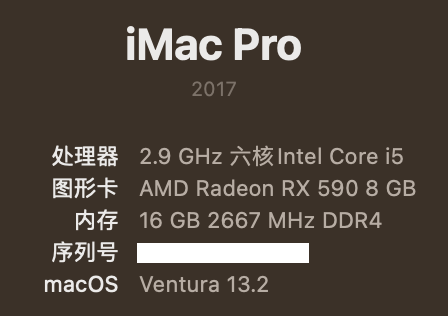 iMac Pro
2017
处理器 2.9 GHz 六核Intel Core i5
图形卡 AMD Radeon RX 590 8 GB
内存 16 GB 2667 MHz DDR4
序列号
macOS Ventura 13.2